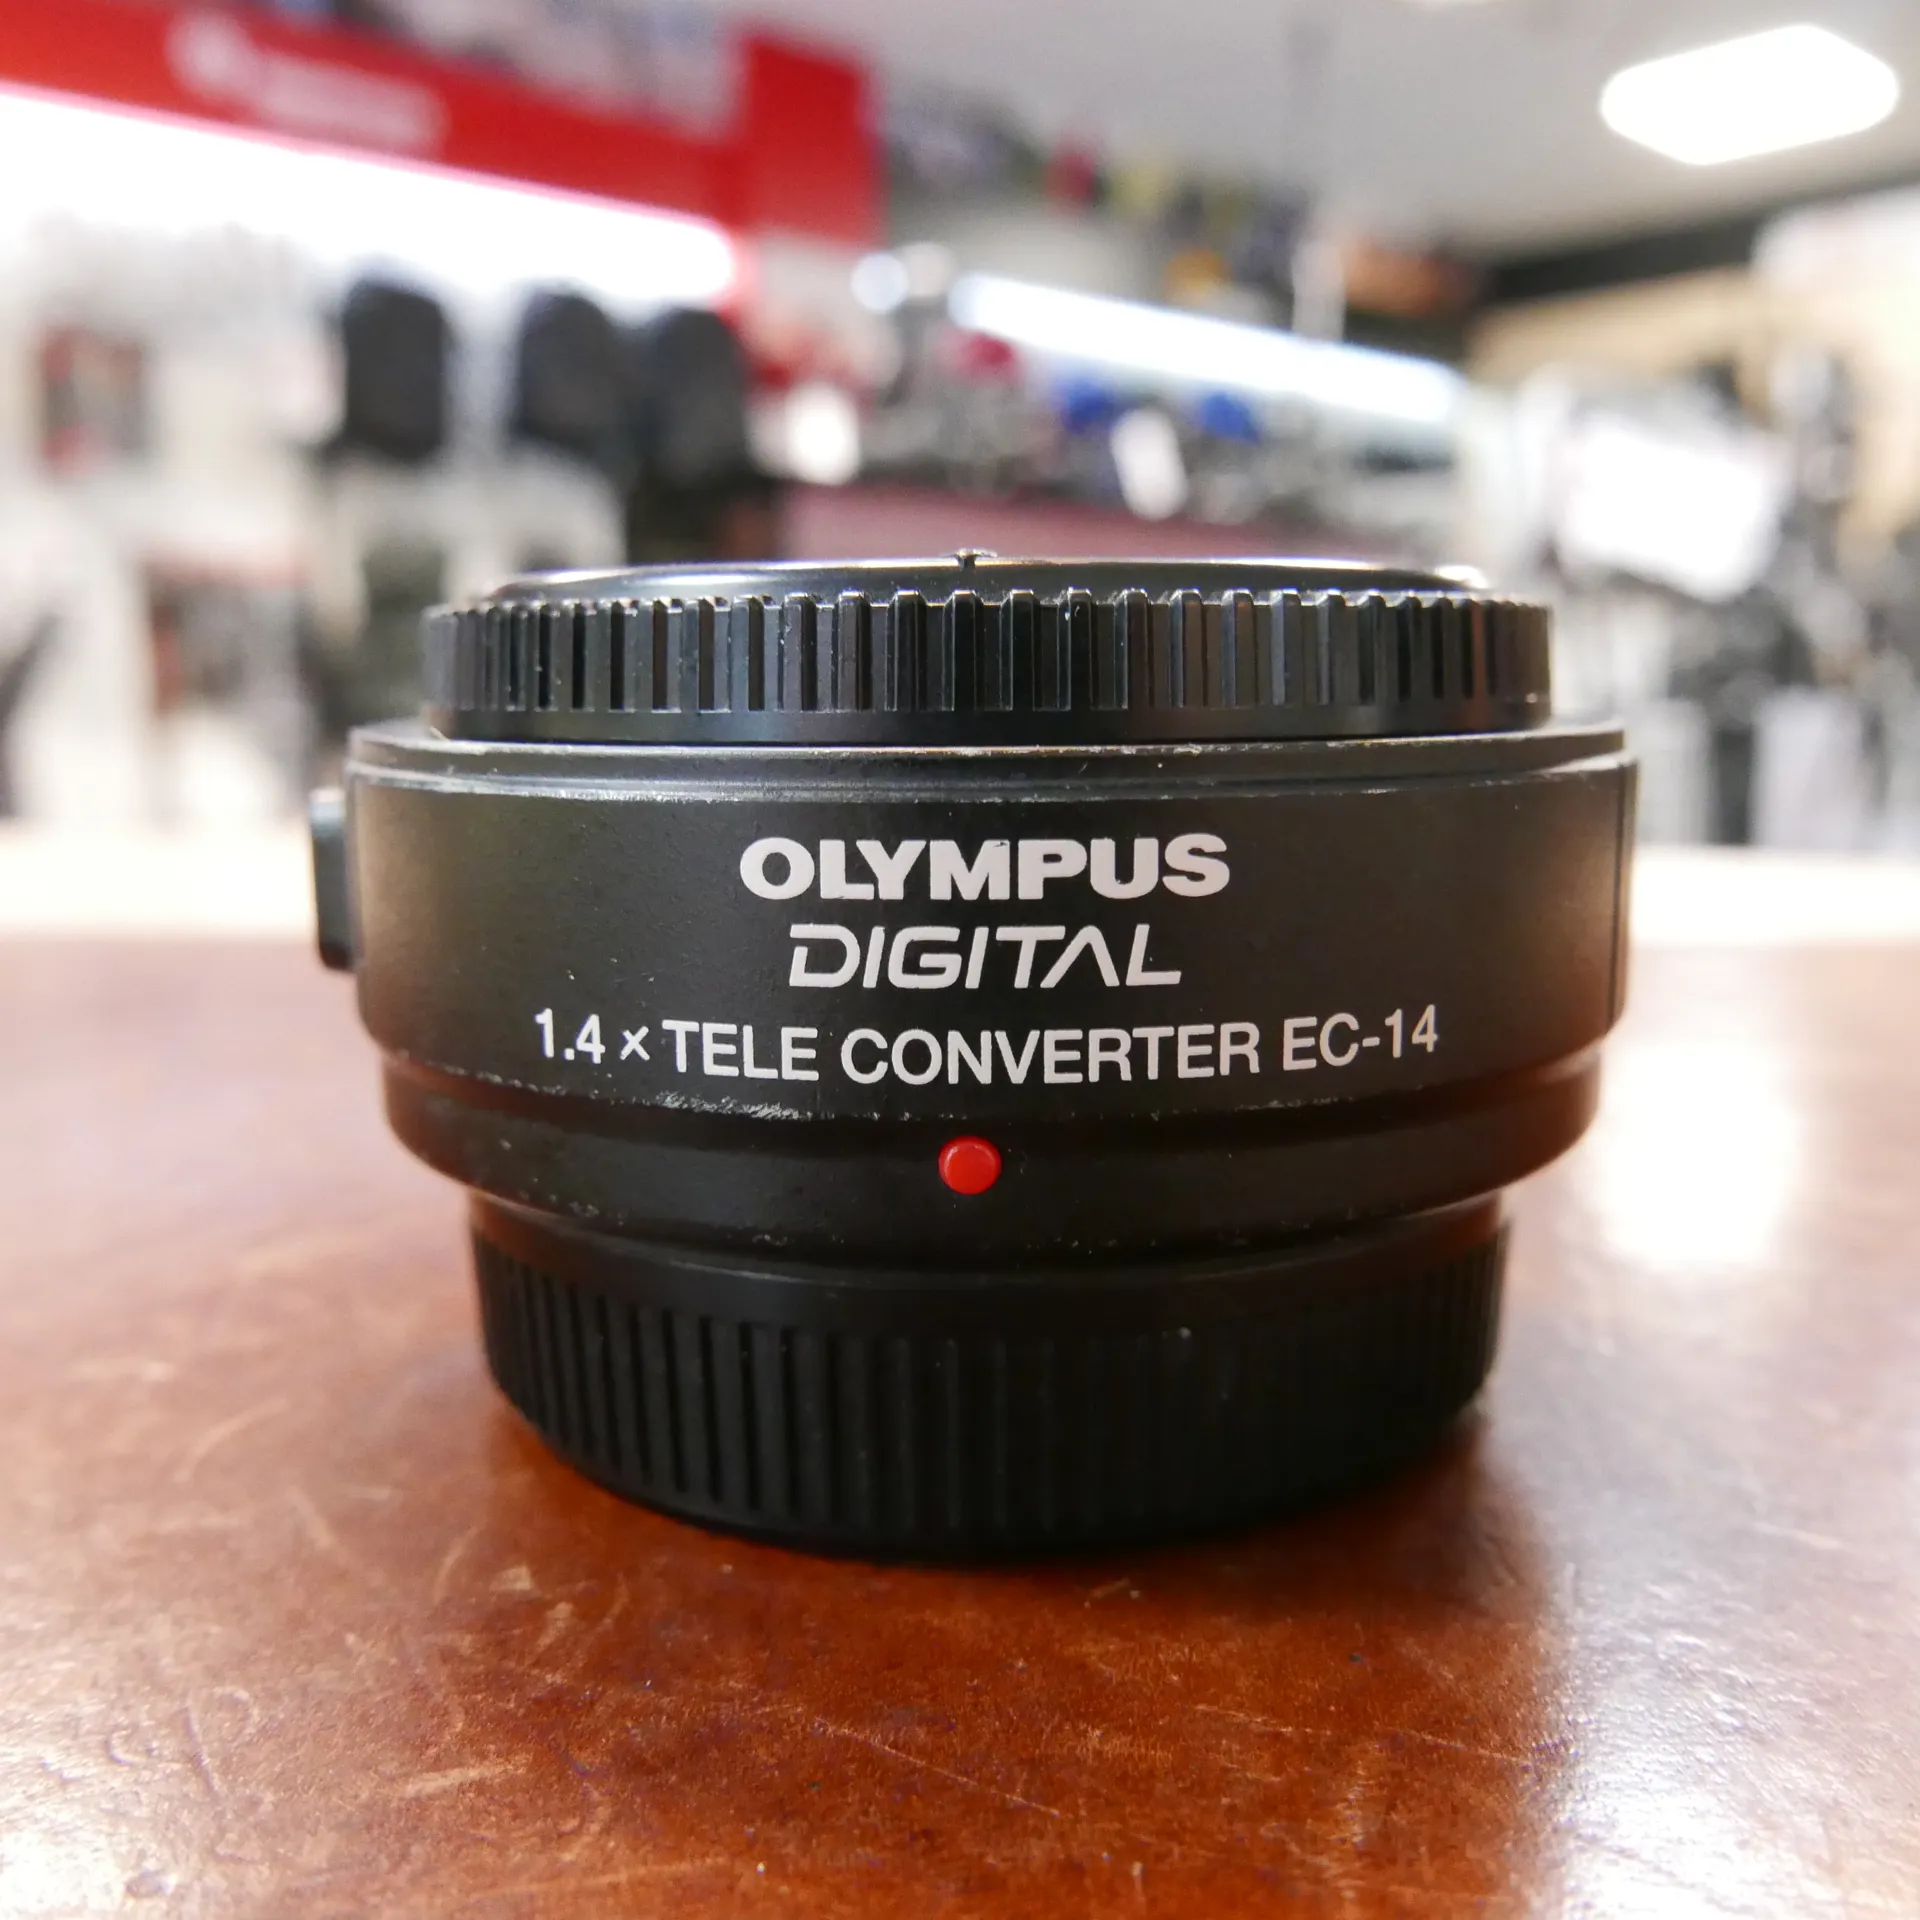 OLYMPUS
DIGITAL
1.4× TELE CONVERTER EC-14